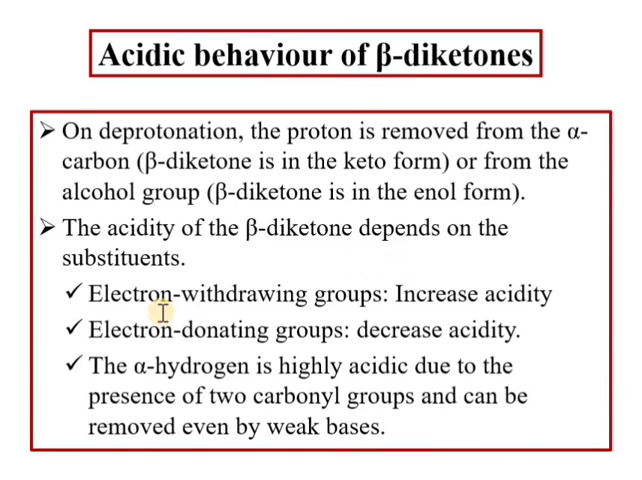 Acidic behaviour of β-diketones
➢ On deprotonation, the proton is removed from the α-
carbon (β-diketone is in the keto form) or from the
alcohol group (β-diketone is in the enol form).
➢ The acidity of the β-diketone depends on the
substituents.
✓ Electron-withdrawing groups: Increase acidity
✓ Electron-donating groups: decrease acidity.
✓ The α-hydrogen is highly acidic due to the
presence of two carbonyl groups and can be
removed even by weak bases.